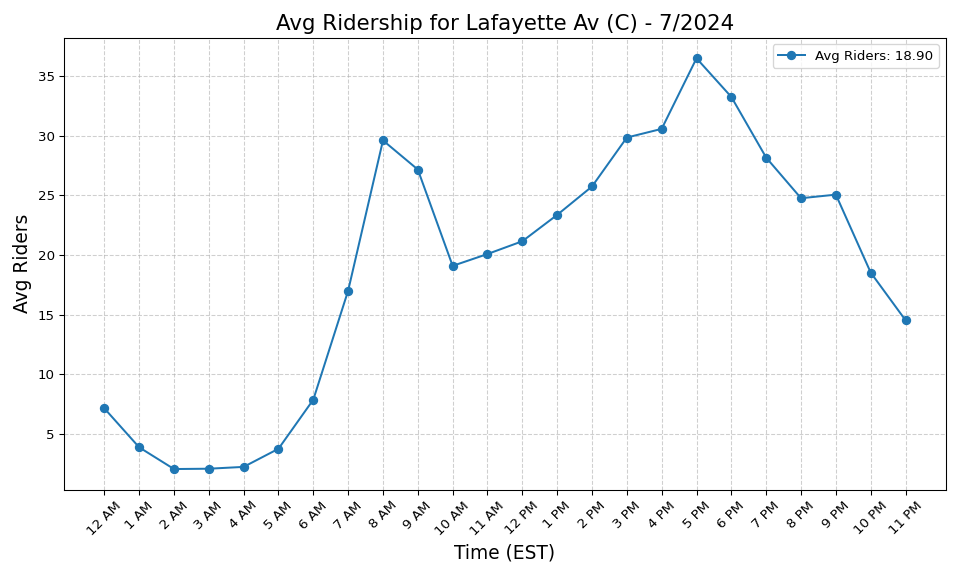 Avg Ridership for Lafayette Av (C) - 7/2024
Avg Riders: 18.90
Avg Riders
35
30
25
20
15
10
5
12 AM
1 AM
2 AM
3 AM
4 AM
5 AM
6 AM
7 AM
8 AM
9 AM
10 AM
11 AM
12 PM
1 PM
2 PM
3 PM
4 PM
5 PM
6 PM
7 PM
8 PM
9 PM
10 PM
11 PM
Time (EST)